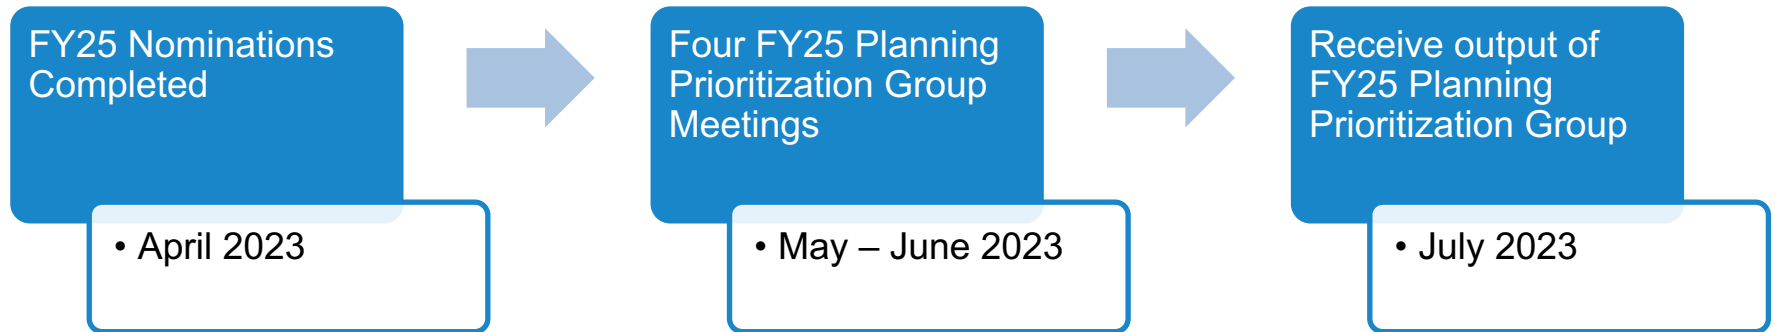 FY25 Nominations
Completed
• April 2023
Four FY25 Planning
Prioritization Group
Meetings
• May – June 2023
Receive output of
FY25 Planning
Prioritization Group
• July 2023